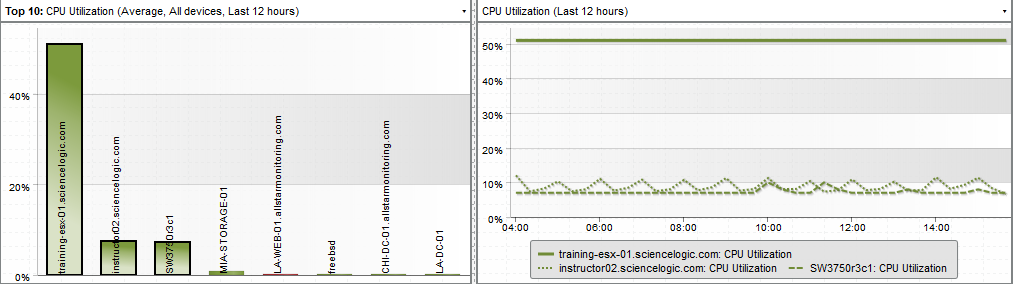 Top 10: CPU Utilization (Average, All devices, Last 12 hours)
40%
20%
0%
training-esx-01.sciencelogic.com
instructor02.sciencelogic.com
SW3750r3c1
MIA-STORAGE-01
LA-WEB-01.allstarmonitoring.com
freebsd
CHI-DC-01.allstarmonitoring.com
LA-DC-01
CPU Utilization (Last 12 hours)
50%
40%
30%
20%
10%
0%
04:00 06:00 08:00 10:00 12:00 14:00
training-esx-01.sciencelogic.com: CPU Utilization
instructor02.sciencelogic.com: CPU Utilization SW3750r3c1: CPU Utilization